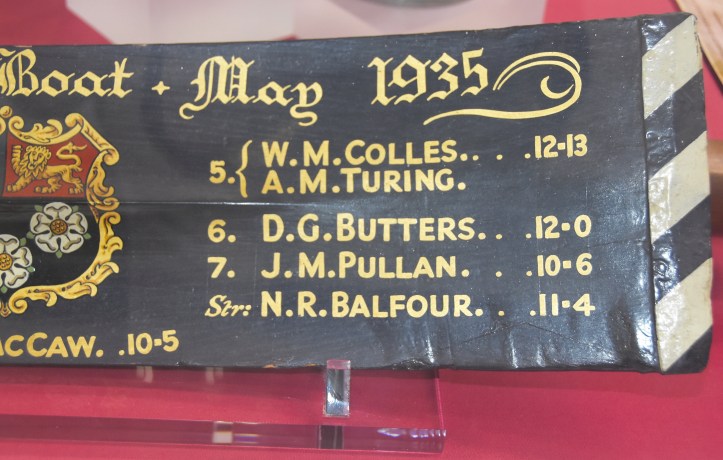 Boat · May 1935
5. { W. M. COLLES. . . .12-13
A. M. TURING.
6. D. G. BUTTERS. . .12-0
7. J. M. PULLAN. . .10-6
Str: N. R. BALFOUR. . .11-4
McCAW. .10-5